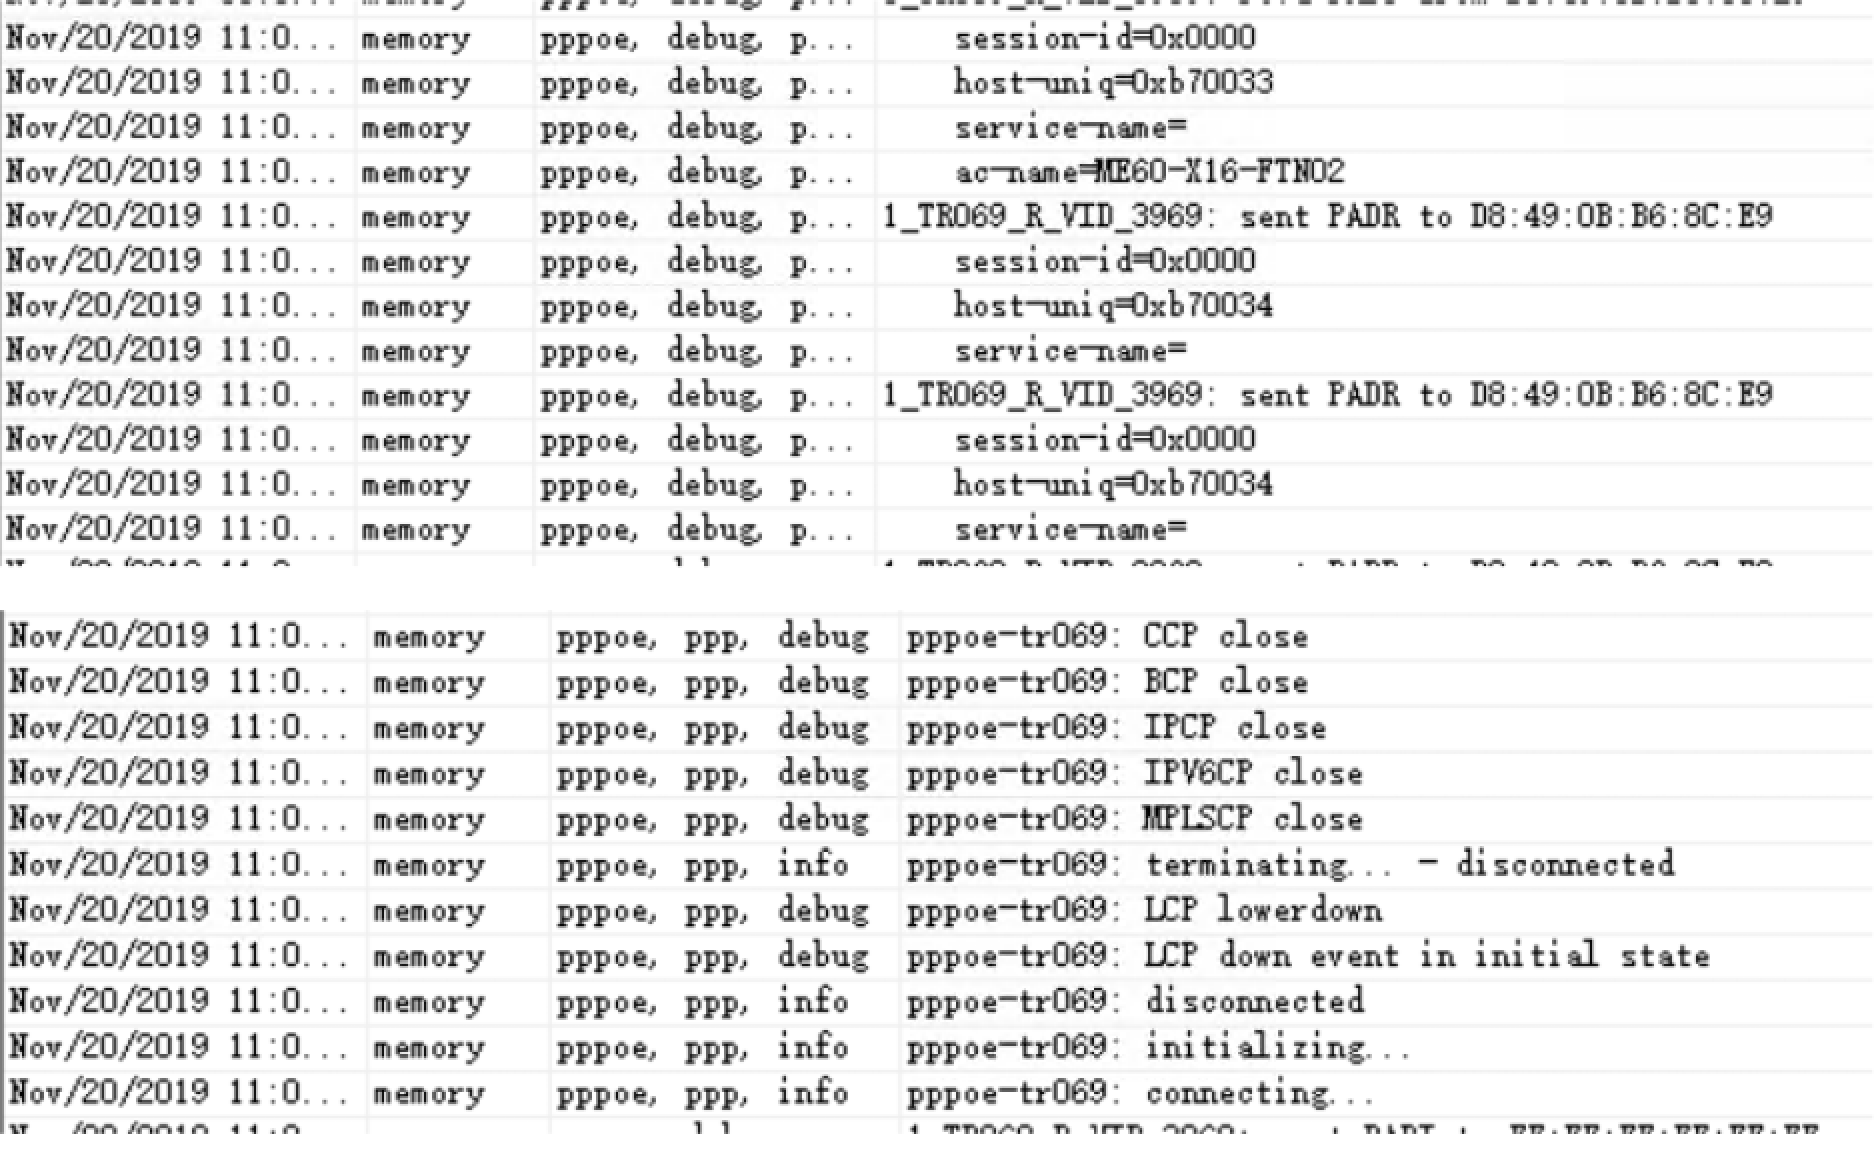 Nov/20/2019 11:0... memory pppoe, debug, p... session-id=0x0000
Nov/20/2019 11:0... memory pppoe, debug, p... host-uniq=0xb70033
Nov/20/2019 11:0... memory pppoe, debug, p... service-name=
Nov/20/2019 11:0... memory pppoe, debug, p... ac-name=ME60-X16-FTN02
Nov/20/2019 11:0... memory pppoe, debug, p... 1_TR069_R_VID_3969: sent PADR to D8:49:0B:B6:8C:E9
Nov/20/2019 11:0... memory pppoe, debug, p... session-id=0x0000
Nov/20/2019 11:0... memory pppoe, debug, p... host-uniq=0xb70034
Nov/20/2019 11:0... memory pppoe, debug, p... service-name=
Nov/20/2019 11:0... memory pppoe, debug, p... 1_TR069_R_VID_3969: sent PADR to D8:49:0B:B6:8C:E9
Nov/20/2019 11:0... memory pppoe, debug, p... session-id=0x0000
Nov/20/2019 11:0... memory pppoe, debug, p... host-uniq=0xb70034
Nov/20/2019 11:0... memory pppoe, debug, p... service-name=
Nov/20/2019 11:0... memory pppoe, ppp, debug pppoe-tr069: CCP close
Nov/20/2019 11:0... memory pppoe, ppp, debug pppoe-tr069: BCP close
Nov/20/2019 11:0... memory pppoe, ppp, debug pppoe-tr069: IPCP close
Nov/20/2019 11:0... memory pppoe, ppp, debug pppoe-tr069: IPV6CP close
Nov/20/2019 11:0... memory pppoe, ppp, debug pppoe-tr069: MPLSCP close
Nov/20/2019 11:0... memory pppoe, ppp, info pppoe-tr069: terminating... - disconnected
Nov/20/2019 11:0... memory pppoe, ppp, debug pppoe-tr069: LCP lowerdown
Nov/20/2019 11:0... memory pppoe, ppp, debug pppoe-tr069: LCP down event in initial state
Nov/20/2019 11:0... memory pppoe, ppp, info pppoe-tr069: disconnected
Nov/20/2019 11:0... memory pppoe, ppp, info pppoe-tr069: initializing...
Nov/20/2019 11:0... memory pppoe, ppp, info pppoe-tr069: connecting...